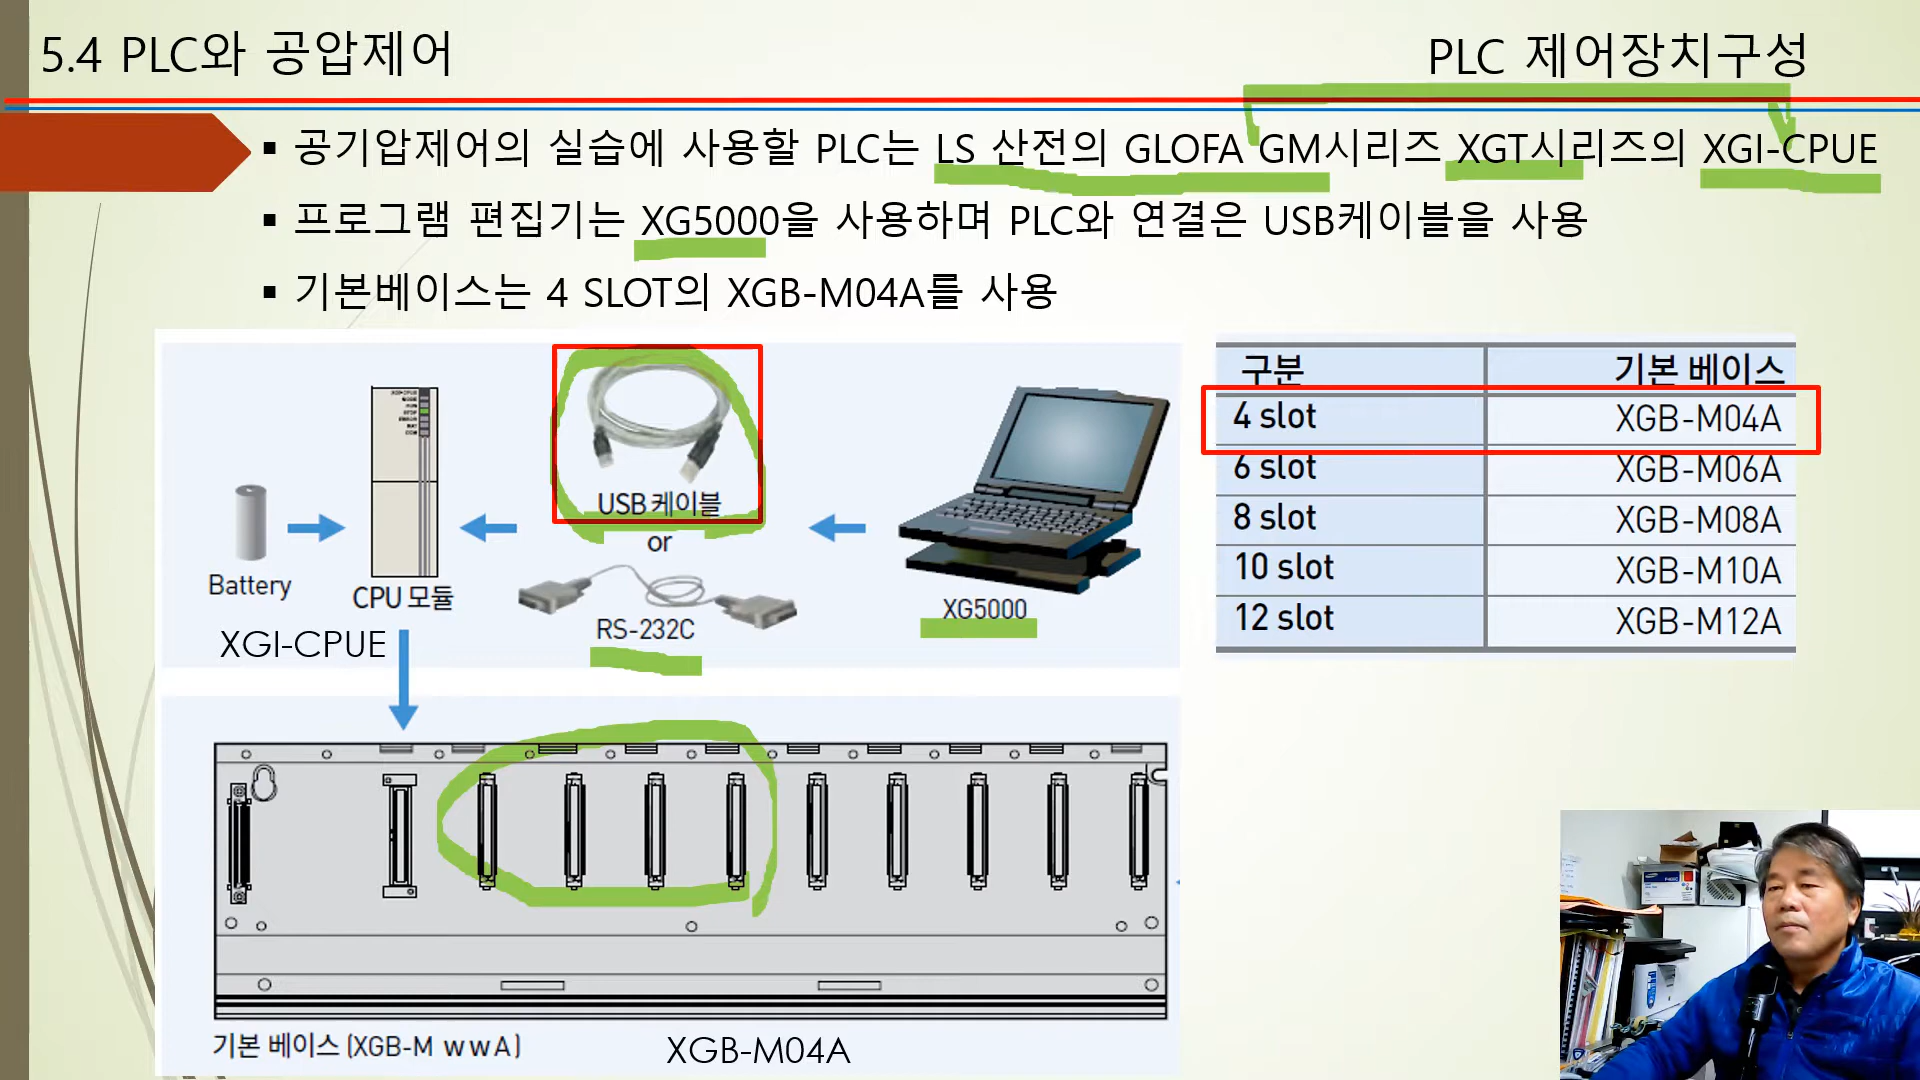 5.4 PLC와 공압제어
PLC 제어장치구성
▪ 공기압제어의 실습에 사용할 PLC는 LS 산전의 GLOFA GM시리즈 XGT시리즈의 XGI-CPUE
▪ 프로그램 편집기는 XG5000을 사용하며 PLC와 연결은 USB케이블을 사용
▪ 기본베이스는 4 SLOT의 XGB-M04A를 사용
Battery
CPU 모듈
XGI-CPUE
USB 케이블
or
RS-232C
XG5000
구분 기본 베이스
4 slot XGB-M04A
6 slot XGB-M06A
8 slot XGB-M08A
10 slot XGB-M10A
12 slot XGB-M12A
기본 베이스 (XGB-M w w A)
XGB-M04A